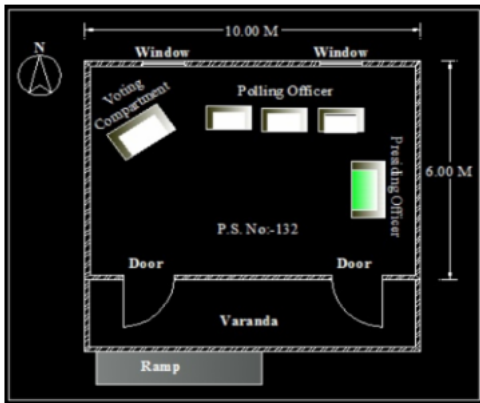 10.00 M
N
Window
Window
Voting
Compartment
Polling Officer
Presiding Officer
6.00 M
P.S. No:-132
Door
Door
Varanda
Ramp